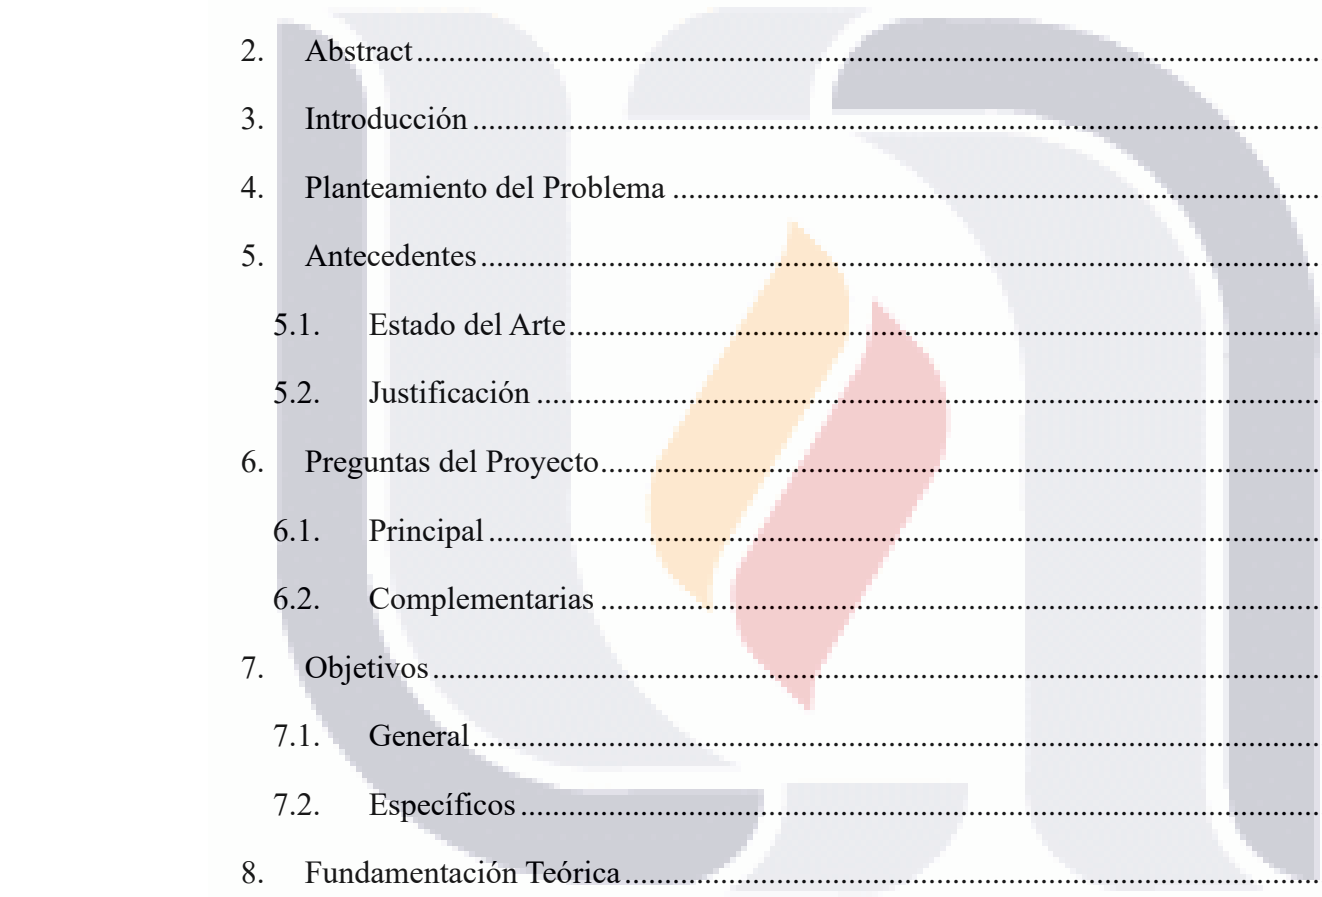 2. Abstract
3. Introducción
4. Planteamiento del Problema
5. Antecedentes
5.1. Estado del Arte
5.2. Justificación
6. Preguntas del Proyecto
6.1. Principal
6.2. Complementarias
7. Objetivos
7.1. General
7.2. Específicos
8. Fundamentación Teórica